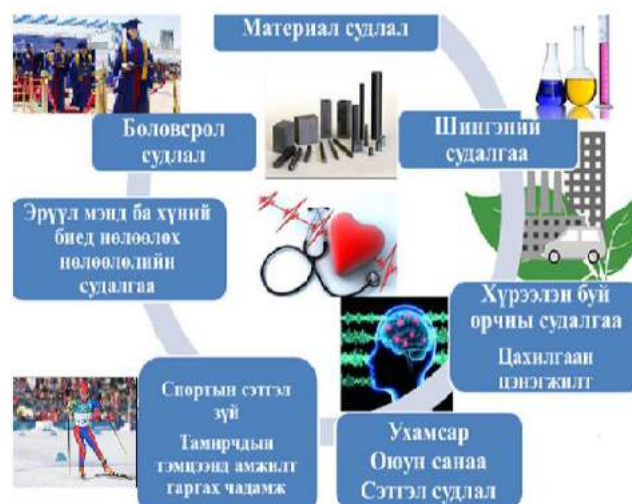 Материал судлал
Боловсрол
судлал
Шингэний
судалгаа
Эрүүл мэнд ба хүний
биед нөлөөлөх
нөлөөлөлийн
судалгаа
Хүрээлэн буй
орчны судалгаа
Цахилгаан
цэнэгжилт
Спортын сэтгэл
зүй
Тамирчдын
тэмцээнд амжилт
гаргах чадамж
Ухамсар
Оюун санаа
Сэтгэл судлал